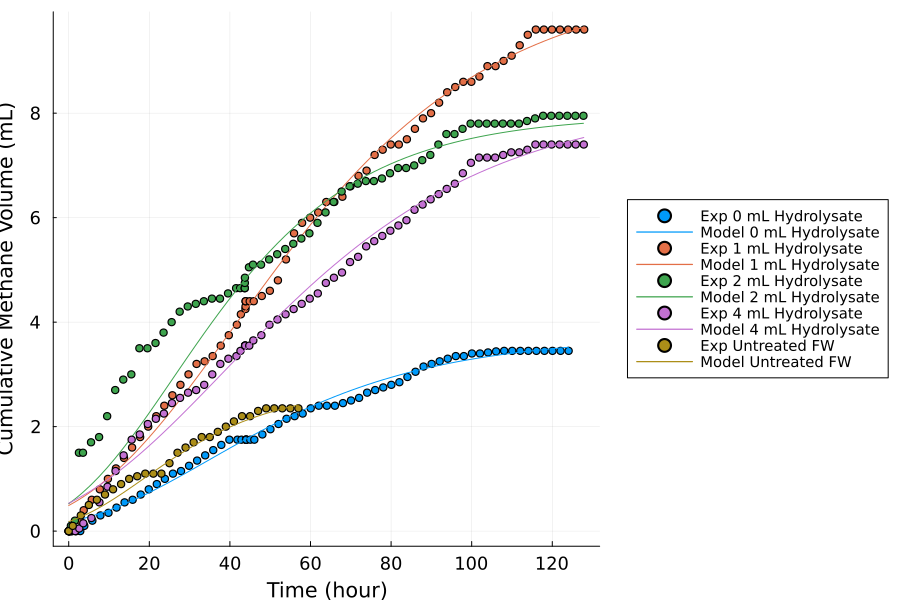 Cumulative Methane Volume (mL)
8
6
4
2
0
0 20 40 60 80 100 120
Time (hour)
Exp 0 mL Hydrolysate
Model 0 mL Hydrolysate
Exp 1 mL Hydrolysate
Model 1 mL Hydrolysate
Exp 2 mL Hydrolysate
Model 2 mL Hydrolysate
Exp 4 mL Hydrolysate
Model 4 mL Hydrolysate
Exp Untreated FW
Model Untreated FW